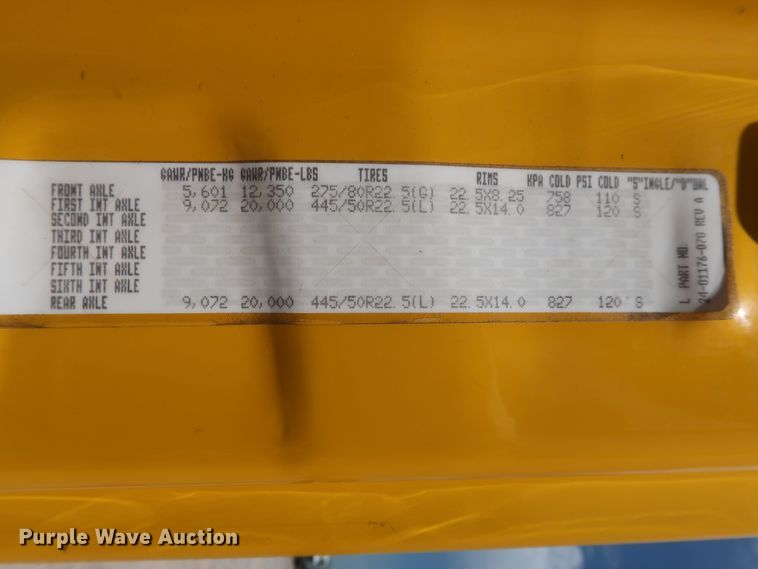 GAWR/PNBE-KG GAWR/PNBE-LBS TIRES RIMS KPA COLD PSI COLD "S"INGLE/"D"UAL
FRONT AXLE 5,601 12,350 275/80R22.5(G) 22.5X8.25 758 110 S
FIRST INT AXLE 9,072 20,000 445/50R22.5(L) 22.5X14.0 827 120 S
SECOND INT AXLE
THIRD INT AXLE
FOURTH INT AXLE
FIFTH INT AXLE
SIXTH INT AXLE
REAR AXLE 9,072 20,000 445/50R22.5(L) 22.5X14.0 827 120 S
L PART NO.
24-01176-070 REV A
Purple Wave Auction